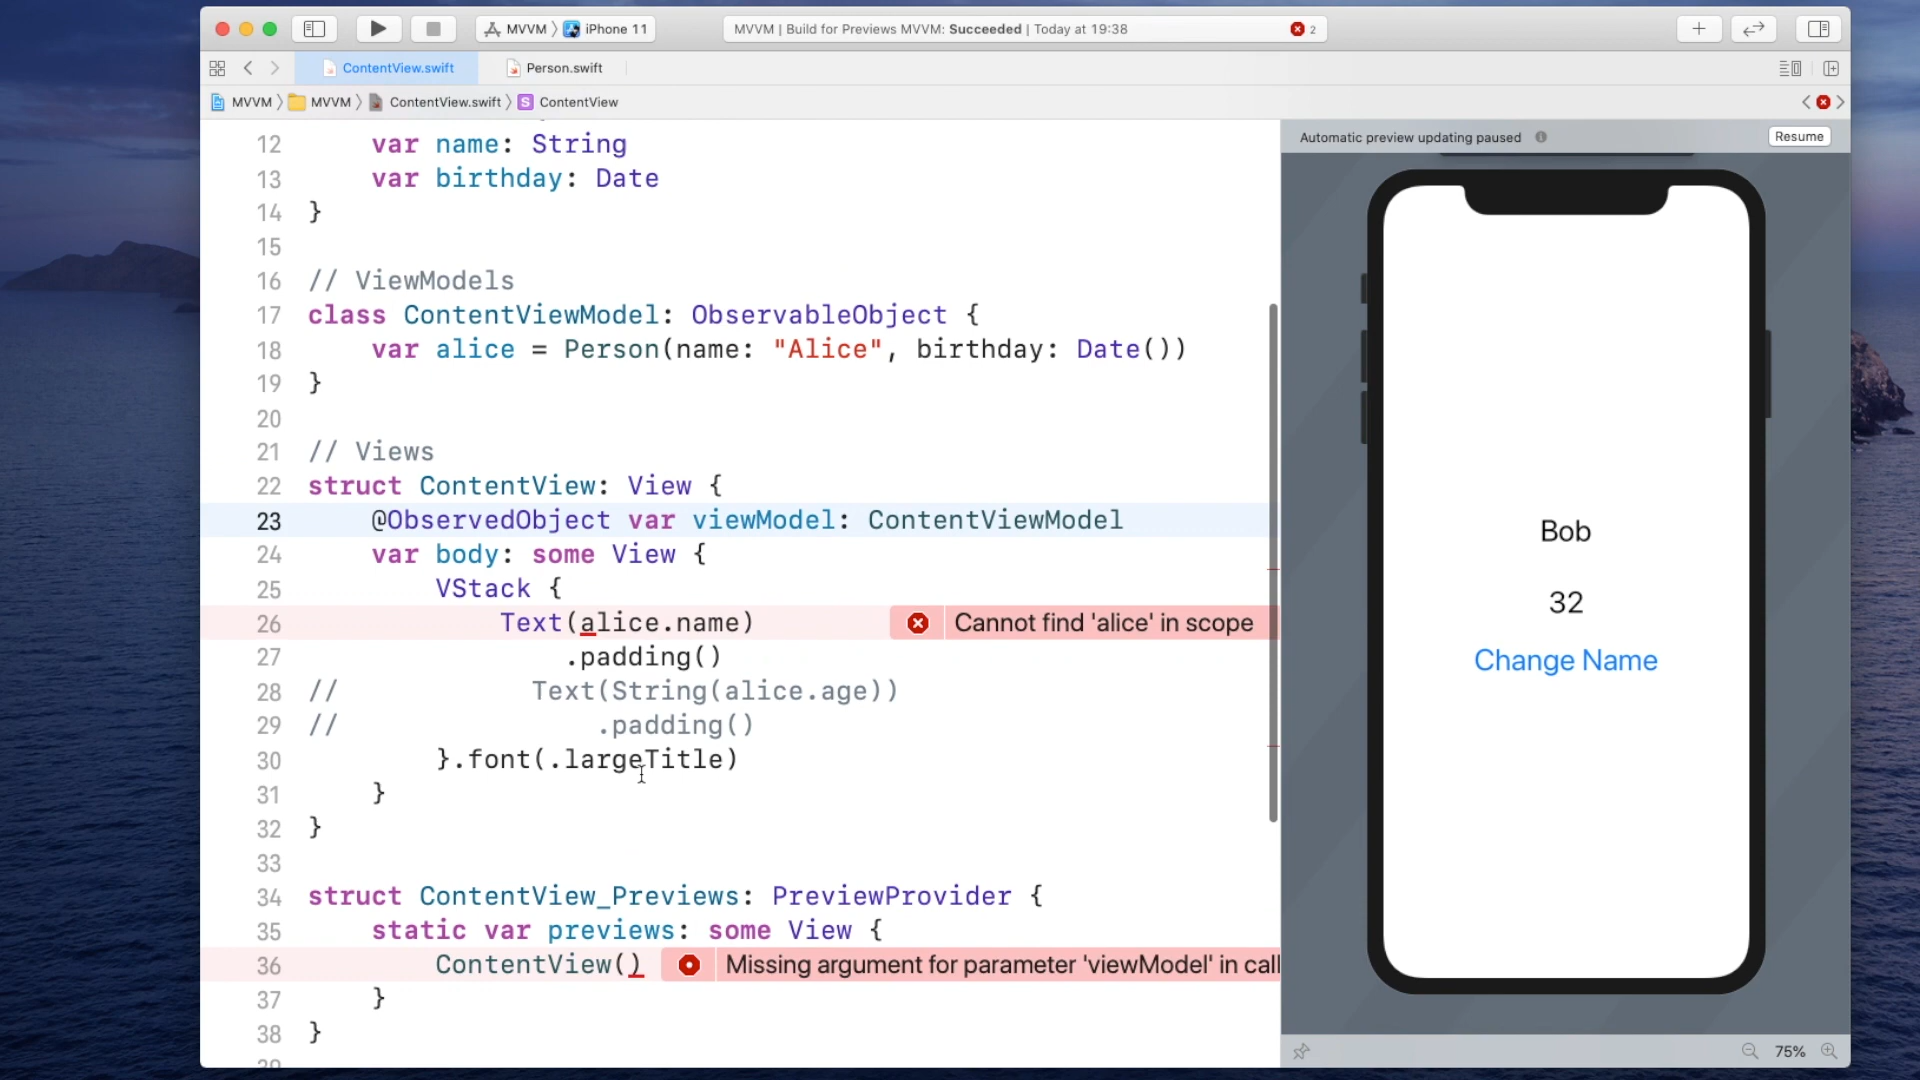 MVVM 〉 iPhone 11
MVVM | Build for Previews MVVM: Succeeded | Today at 19:38
2
ContentView.swift
Person.swift
MVVM 〉 MVVM 〉 ContentView.swift 〉 S ContentView
Automatic preview updating paused
Resume
12 var name: String
13 var birthday: Date
14 }
15
16 // ViewModels
17 class ContentViewModel: ObservableObject {
18 var alice = Person(name: "Alice", birthday: Date())
19 }
20
21 // Views
22 struct ContentView: View {
23 @ObservedObject var viewModel: ContentViewModel
24 var body: some View {
25 VStack {
26 Text(alice.name) Cannot find 'alice' in scope
27 .padding()
28 // Text(String(alice.age))
29 // .padding()
30 }.font(.largeTitle)
31 }
32 }
33
34 struct ContentView_Previews: PreviewProvider {
35 static var previews: some View {
36 ContentView() Missing argument for parameter 'viewModel' in call
37 }
38 }
Bob
32
Change Name
75%